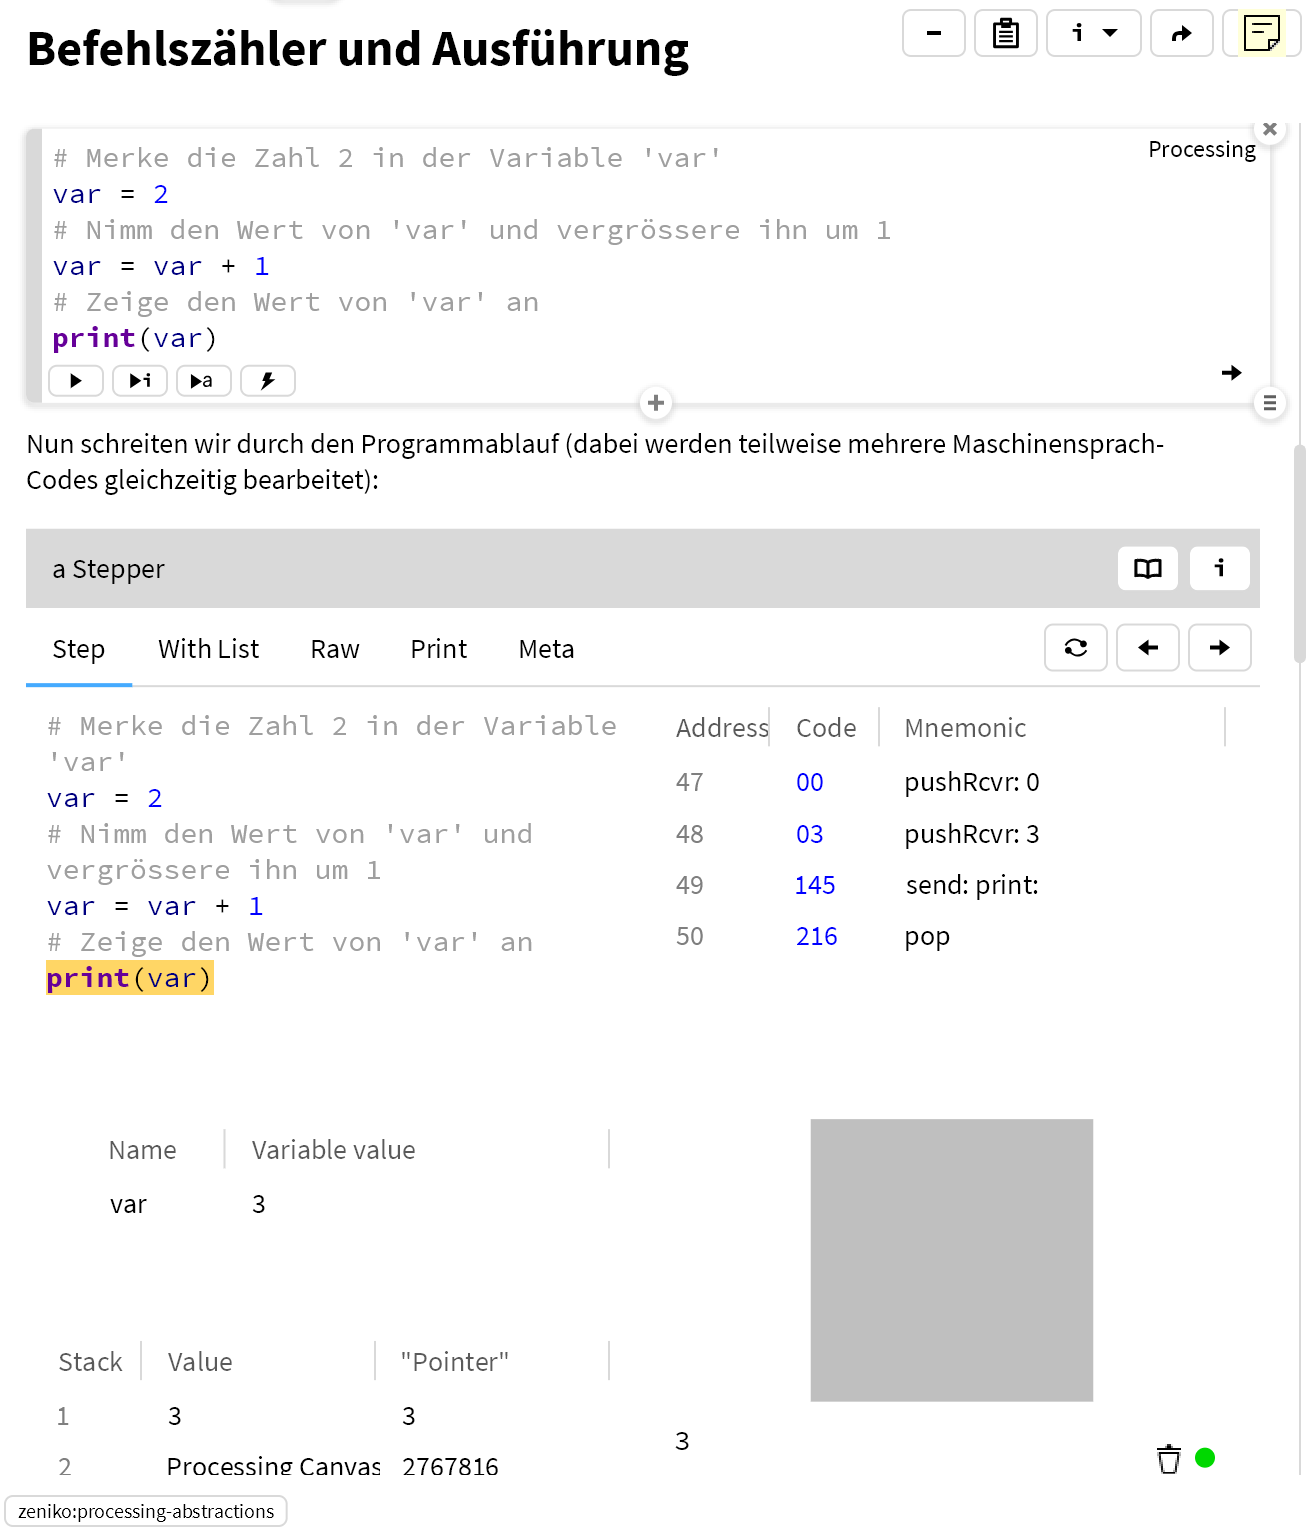 Befehlszähler und Ausführung
# Merke die Zahl 2 in der Variable 'var'
Processing
var = 2
# Nimm den Wert von 'var' und vergrössere ihn um 1
var = var + 1
# Zeige den Wert von 'var' an
print(var)
i
a
Nun schreiten wir durch den Programmablauf (dabei werden teilweise mehrere Maschinensprach-
Codes gleichzeitig bearbeitet):
a Stepper
Step With List Raw Print Meta
# Merke die Zahl 2 in der Variable
'var'
var = 2
# Nimm den Wert von 'var' und
vergrössere ihn um 1
var = var + 1
# Zeige den Wert von 'var' an
print(var)
Address Code Mnemonic
47 00 pushRcvr: 0
48 03 pushRcvr: 3
49 145 send: print:
50 216 pop
Name Variable value
var 3
Stack Value "Pointer"
1 3 3
2 Processing Canvas 2767816
3
zeniko:processing-abstractions